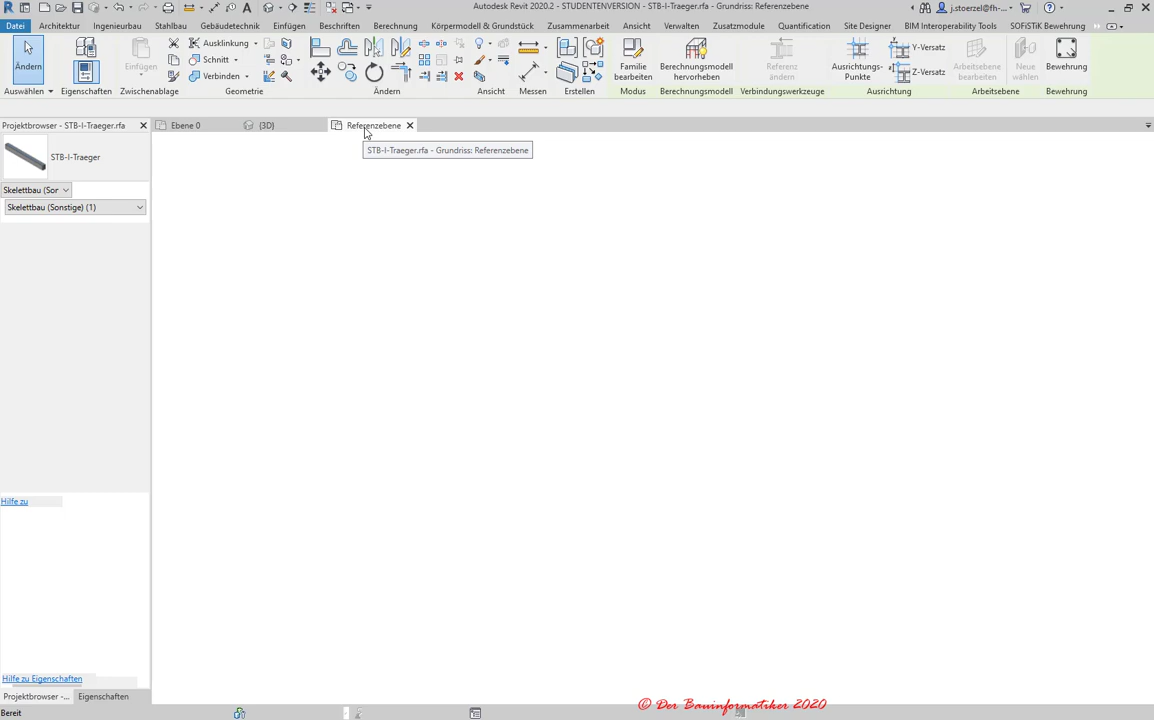 Autodesk Revit 2020.2 - STUDENTENVERSION - STB-I-Traeger.rfa - Grundriss: Referenzebene
j.stoerzel@fh-...
Datei Architektur Ingenieurbau Stahlbau Gebäudetechnik Einfügen Beschriften Berechnung Körpermodell & Grundstück Zusammenarbeit Ansicht Verwalten Zusatzmodule Quantification Site Designer BIM Interoperability Tools SOFiSTiK Bewehrung
Ändern Einfügen Ausklinkung Schnitt Verbinden
Familie bearbeiten Berechnungsmodell hervorheben Referenz ändern Ausrichtungs- Punkte Y-Versatz Z-Versatz Arbeitsebene bearbeiten Neue wählen Bewehrung
Auswählen Eigenschaften Zwischenablage Geometrie Ändern Ansicht Messen Erstellen Modus Berechnungsmodell Verbindungswerkzeuge Ausrichtung Arbeitsebene Bewehrung
Projektbrowser - STB-I-Traeger.rfa Ebene 0 {3D} Referenzebene
STB-I-Traeger.rfa - Grundriss: Referenzebene
STB-I-Traeger
Skelettbau (Sor
Skelettbau (Sonstige) (1)
Hilfe zu
Hilfe zu Eigenschaften
Projektbrowser -... Eigenschaften
Bereit
© Der Bauinformatiker 2020